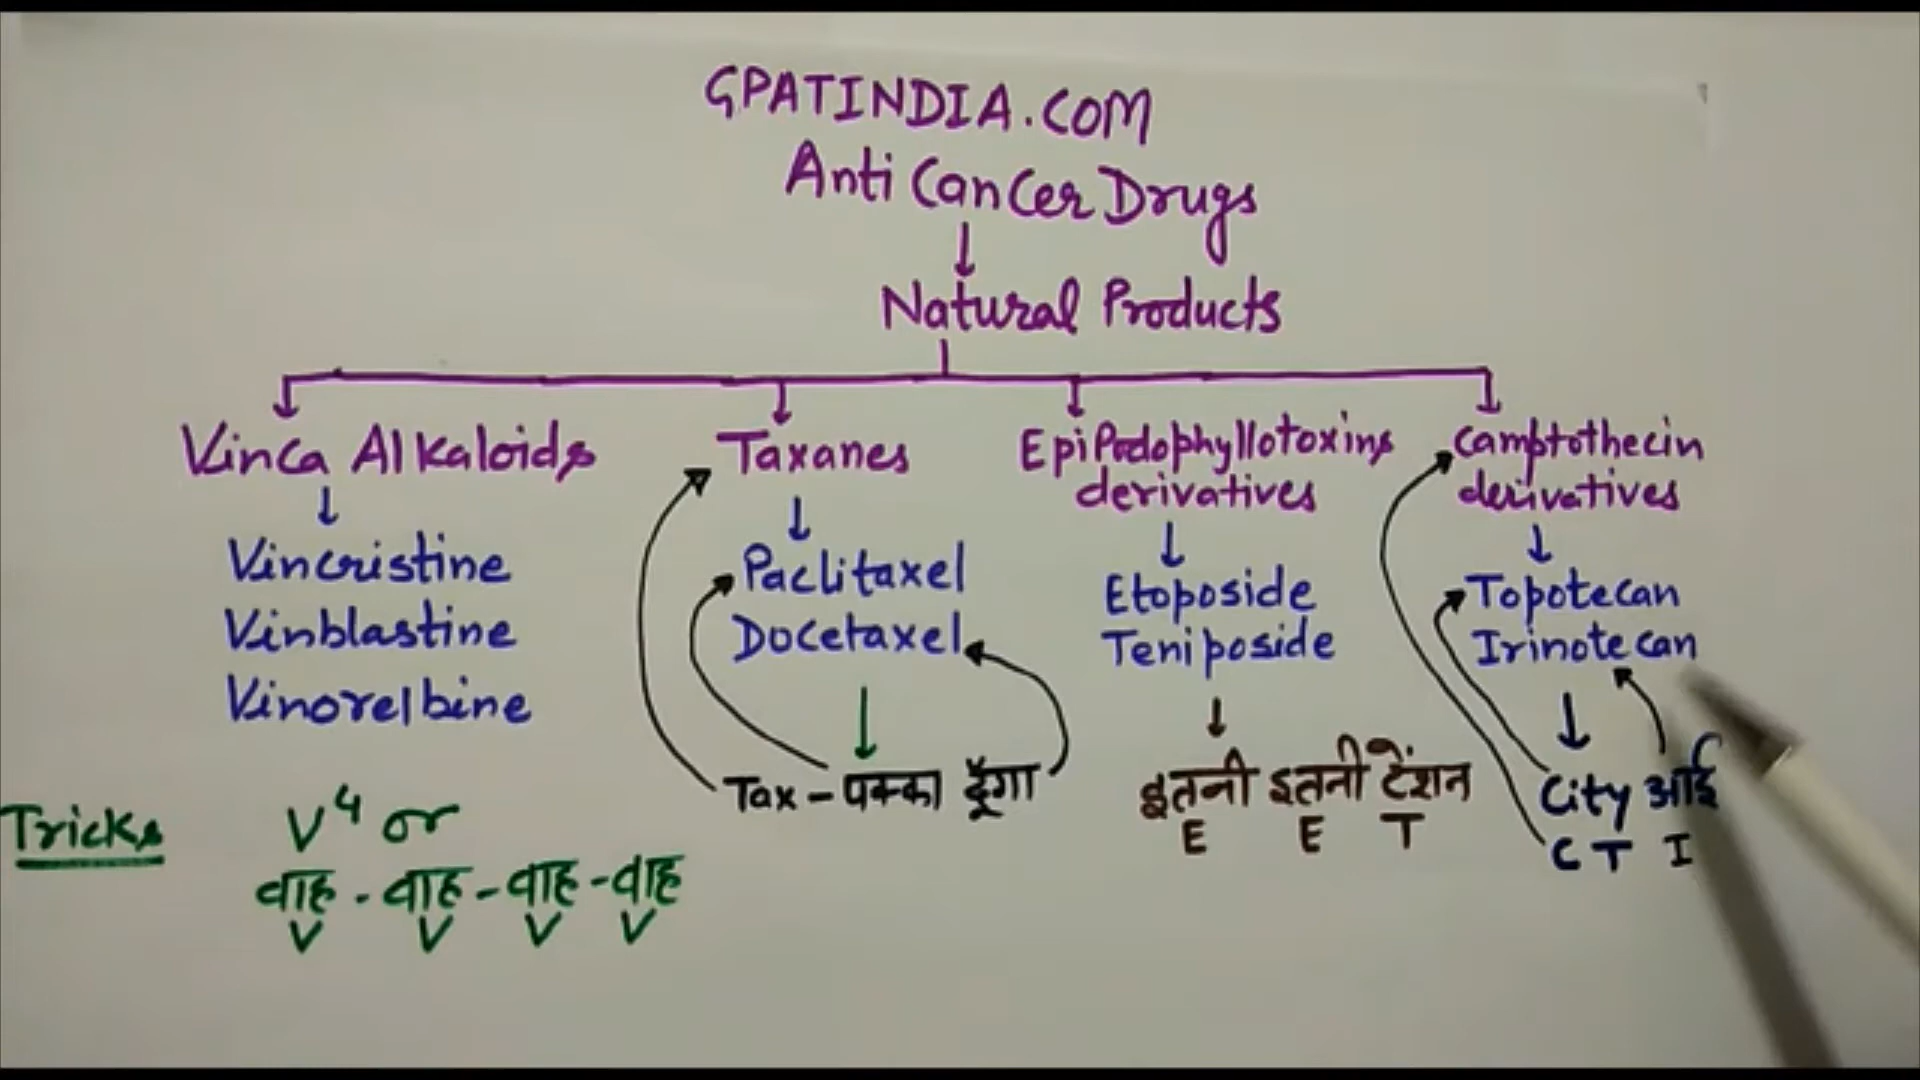 GPATINDIA.COM
Anti Cancer Drugs
Natural Products
Vinca Alkaloids
Vincristine
Vinblastine
Vinorelbine
Taxanes
Paclitaxel
Docetaxel
Tax - पक्का दूँगा
EpiPodophyllotoxins
derivatives
Etoposide
Teniposide
इतनी इतनी टेंशन
E E T
Camptothecin
derivatives
Topotecan
Irinotecan
City आई
C T I
Tricks
V⁴ or
वाह - वाह - वाह - वाह
V V V V